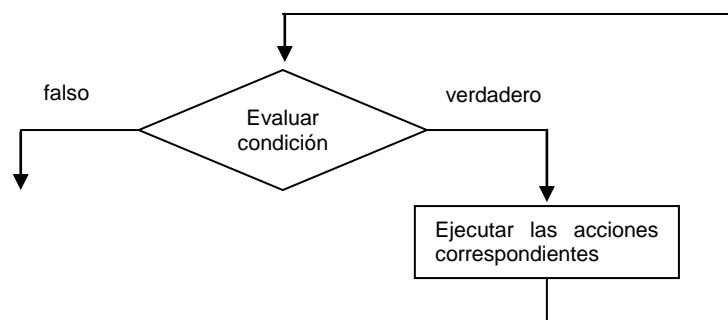 falso
verdadero
Evaluar
condición
Ejecutar las acciones
correspondientes